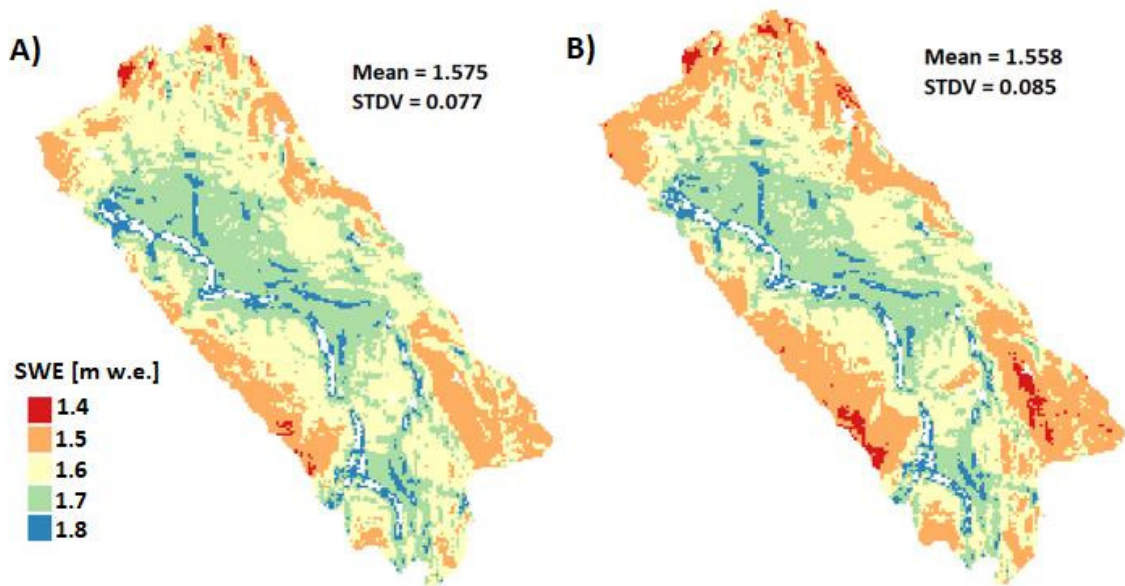 A)
Mean = 1.575
STDV = 0.077
B)
Mean = 1.558
STDV = 0.085
SWE [m w.e.]
1.4
1.5
1.6
1.7
1.8